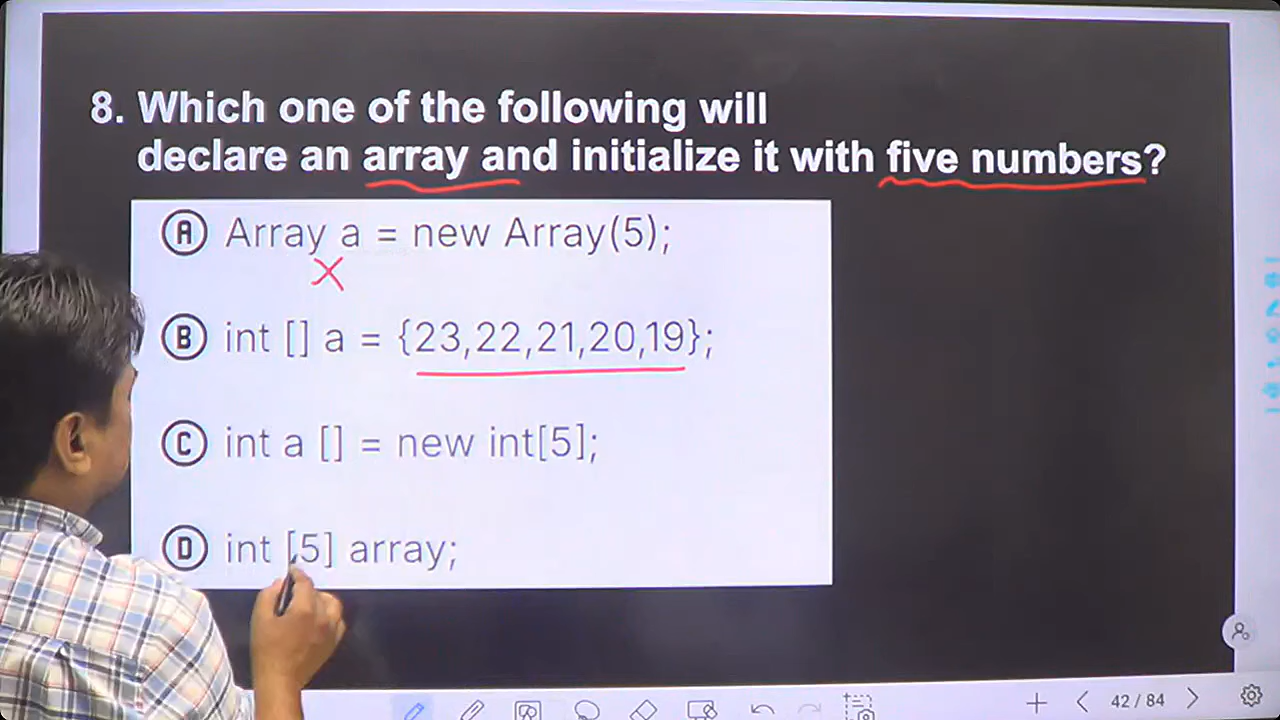 8. Which one of the following will
declare an array and initialize it with five numbers?
A Array a = new Array(5);
B int [] a = {23,22,21,20,19};
C int a [] = new int[5];
D int [5] array;
42 / 84